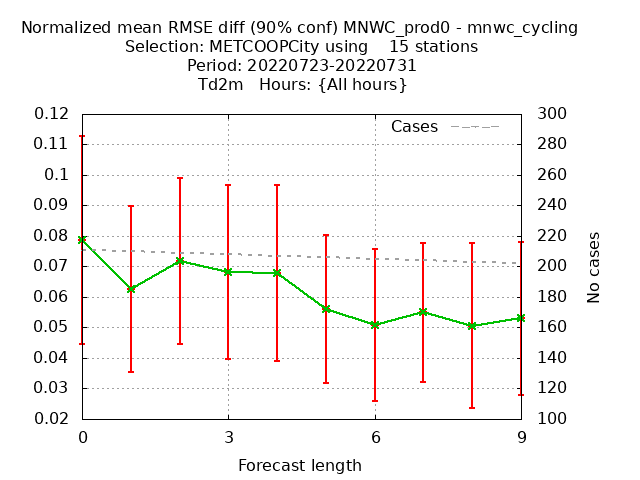 Normalized mean RMSE diff (90% conf) MNWC_prod0 - mnwc_cycling
Selection: METCOOPCity using 15 stations
Period: 20220723-20220731
Td2m Hours: {All hours}
Cases
0.12
0.11
0.1
0.09
0.08
0.07
0.06
0.05
0.04
0.03
0.02
300
280
260
240
220
200
180
160
140
120
100
No cases
0 3 6 9
Forecast length